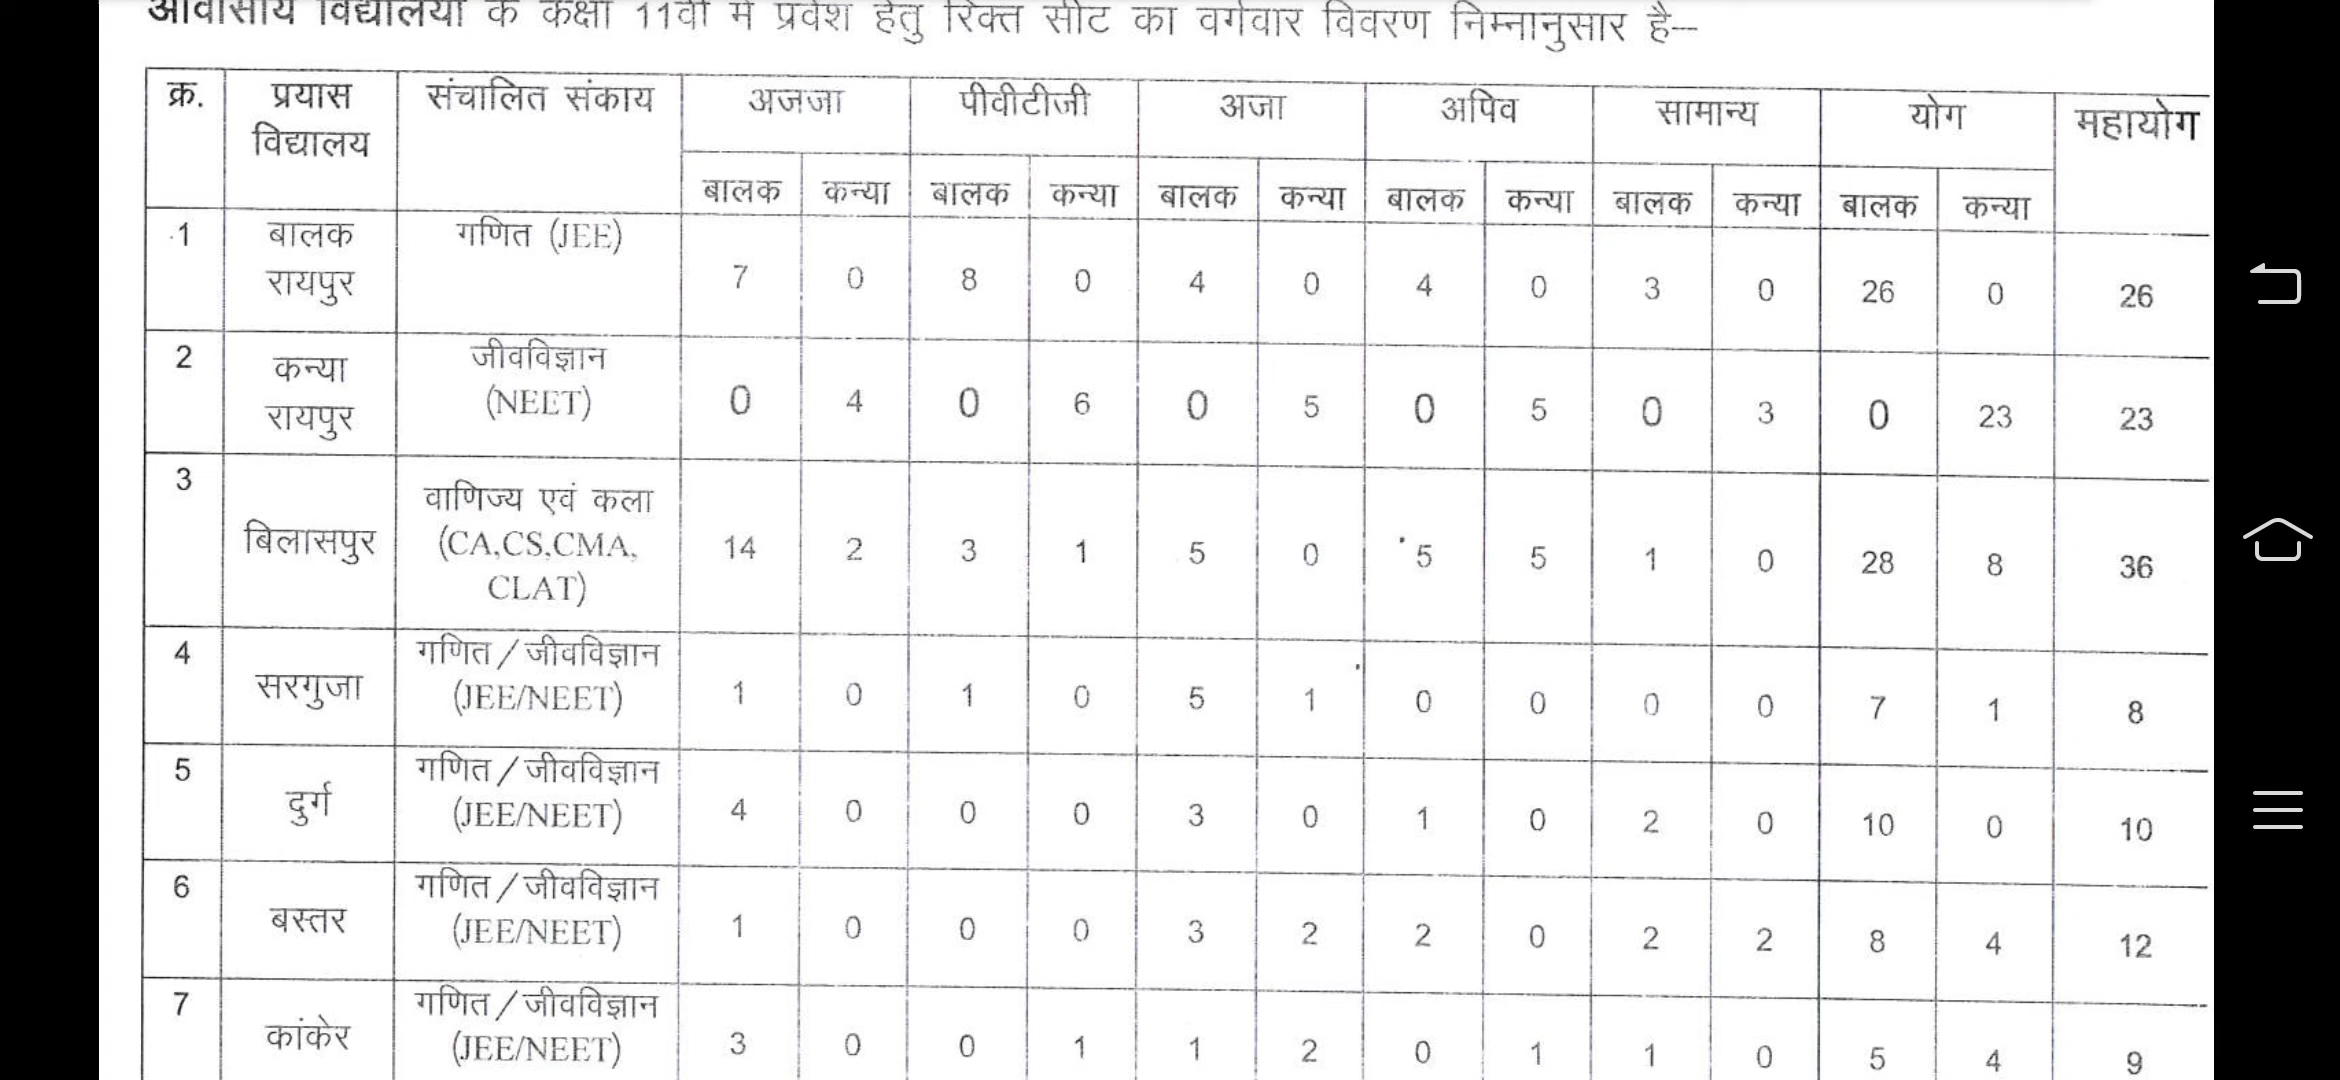 आवासीय विद्यालयों के कक्षा 11वीं में प्रवेश हेतु रिक्त सीट का वर्गवार विवरण निम्नानुसार है–
क्र. प्रयास विद्यालय संचालित संकाय अजजा पीवीटीजी अजा अपिव सामान्य योग महायोग
बालक कन्या बालक कन्या बालक कन्या बालक कन्या बालक कन्या बालक कन्या
1 बालक रायपुर गणित (JEE) 7 0 8 0 4 0 4 0 3 0 26 0 26
2 कन्या रायपुर जीवविज्ञान (NEET) 0 4 0 6 0 5 0 5 0 3 0 23 23
3 बिलासपुर वाणिज्य एवं कला (CA,CS,CMA, CLAT) 14 2 3 1 5 0 5 5 1 0 28 8 36
4 सरगुजा गणित/जीवविज्ञान (JEE/NEET) 1 0 1 0 5 1 0 0 0 0 7 1 8
5 दुर्ग गणित/जीवविज्ञान (JEE/NEET) 4 0 0 0 3 0 1 0 2 0 10 0 10
6 बस्तर गणित/जीवविज्ञान (JEE/NEET) 1 0 0 0 3 2 2 0 2 2 8 4 12
7 कांकेर गणित/जीवविज्ञान (JEE/NEET) 3 0 0 1 1 2 0 1 1 0 5 4 9